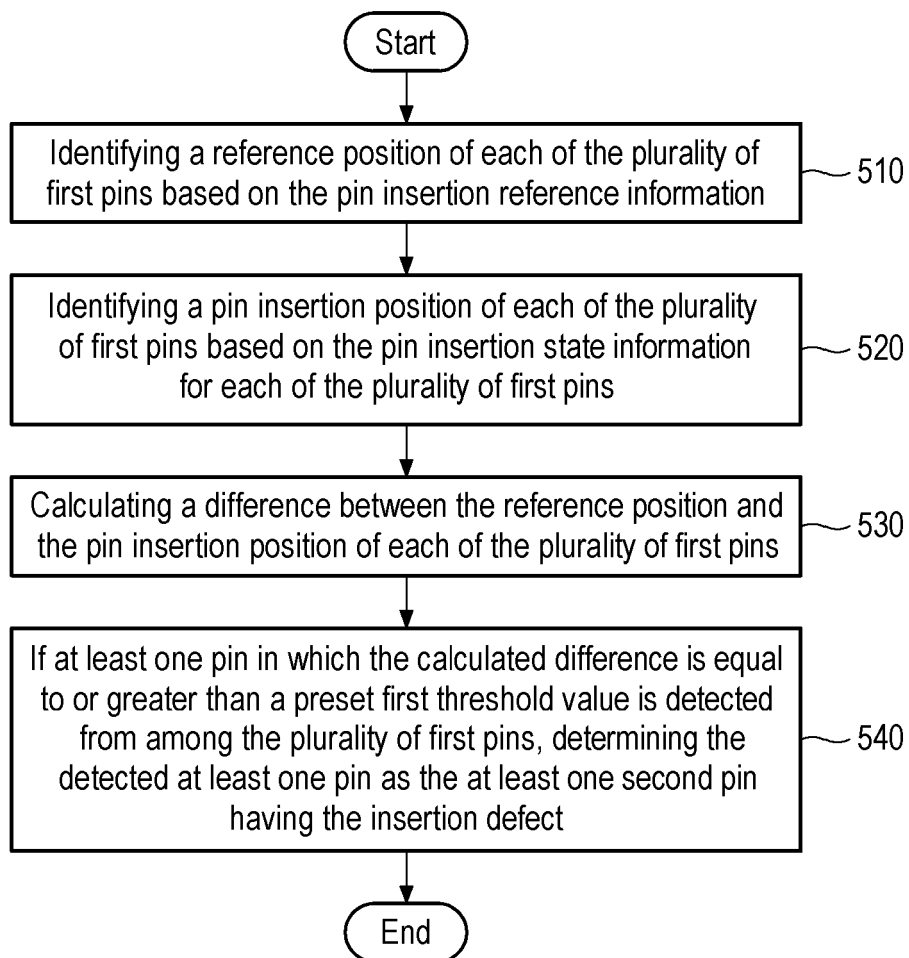 Start
Identifying a reference position of each of the plurality of
first pins based on the pin insertion reference information
510
Identifying a pin insertion position of each of the plurality
of first pins based on the pin insertion state information
for each of the plurality of first pins
520
Calculating a difference between the reference position and
the pin insertion position of each of the plurality of first pins
530
If at least one pin in which the calculated difference is equal
to or greater than a preset first threshold value is detected
from among the plurality of first pins, determining the
detected at least one pin as the at least one second pin
having the insertion defect
540
End